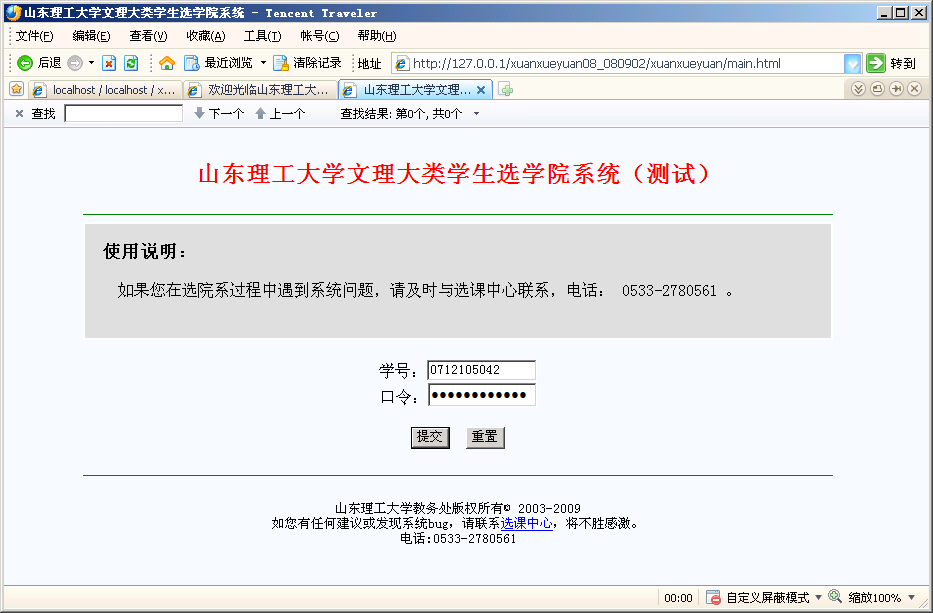 山东理工大学文理大类学生选学院系统 - Tencent Traveler
文件(F) 编辑(E) 查看(V) 收藏(A) 工具(T) 帐号(C) 帮助(H)
后退 最近浏览 清除记录 地址 http://127.0.0.1/xuanxueyuan08_080902/xuanxueyuan/main.html 转到
localhost / localhost / x... 欢迎光临山东理工大... 山东理工大学文理...
查找 下一个 上一个 查找结果: 第0个, 共0个
山东理工大学文理大类学生选学院系统（测试）
使用说明：
如果您在选院系过程中遇到系统问题，请及时与选课中心联系，电话： 0533-2780561 。
学号： 0712105042
口令： ●●●●●●●●●●●●
提交 重置
山东理工大学教务处版权所有© 2003-2009
如您有任何建议或发现系统bug，请联系选课中心，将不胜感激。
电话:0533-2780561
00:00 自定义屏蔽模式 缩放100%